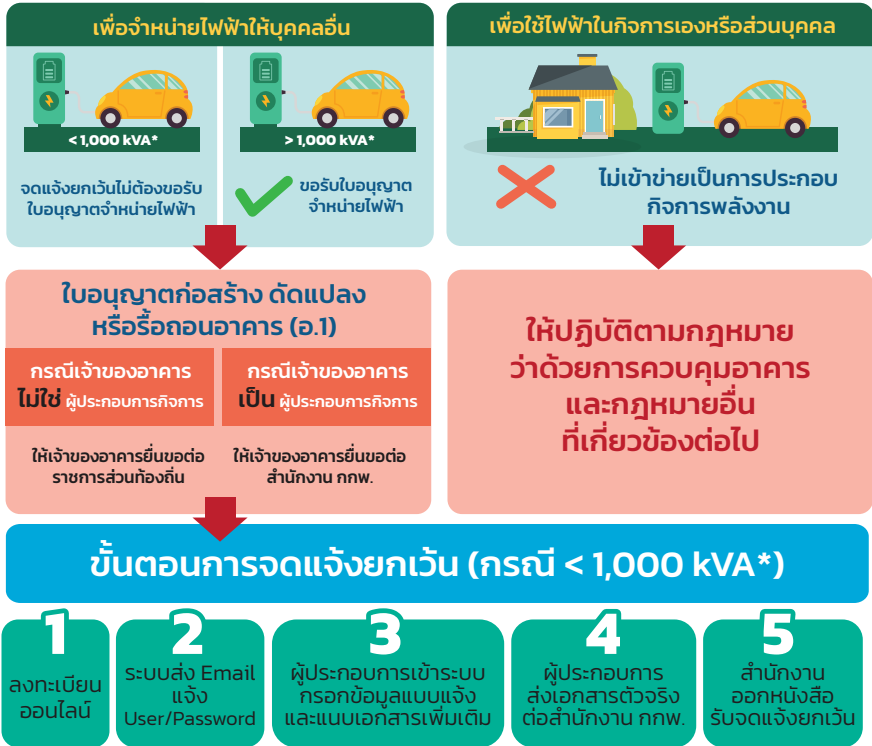 เพื่อจำหน่ายไฟฟ้าให้บุคคลอื่น
< 1,000 kVA*
> 1,000 kVA*
จดแจ้งยกเว้นไม่ต้องขอรับ
ใบอนุญาตจำหน่ายไฟฟ้า
ขอรับใบอนุญาต
จำหน่ายไฟฟ้า
เพื่อใช้ไฟฟ้าในกิจการเองหรือส่วนบุคคล
ไม่เข้าข่ายเป็นการประกอบ
กิจการพลังงาน
ใบอนุญาตก่อสร้าง ดัดแปลง
หรือรื้อถอนอาคาร (อ.1)
กรณีเจ้าของอาคาร
ไม่ใช่ ผู้ประกอบการกิจการ
กรณีเจ้าของอาคาร
เป็น ผู้ประกอบการกิจการ
ให้เจ้าของอาคารยื่นขอต่อ
ราชการส่วนท้องถิ่น
ให้เจ้าของอาคารยื่นขอต่อ
สำนักงาน กกพ.
ให้ปฏิบัติตามกฎหมาย
ว่าด้วยการควบคุมอาคาร
และกฎหมายอื่น
ที่เกี่ยวข้องต่อไป
ขั้นตอนการจดแจ้งยกเว้น (กรณี < 1,000 kVA*)
1
ลงทะเบียน
ออนไลน์
2
ระบบส่ง Email
แจ้ง
User/Password
3
ผู้ประกอบการเข้าระบบ
กรอกข้อมูลแบบแจ้ง
และแนบเอกสารเพิ่มเติม
4
ผู้ประกอบการ
ส่งเอกสารตัวจริง
ต่อสำนักงาน กกพ.
5
สำนักงาน
ออกหนังสือ
รับจดแจ้งยกเว้น